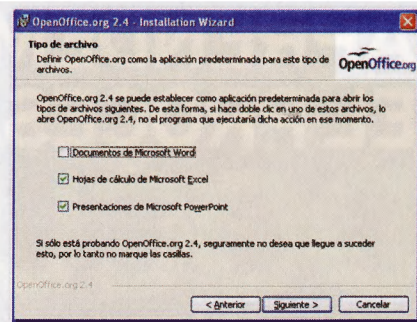 OpenOffice.org 2.4 - Installation Wizard
Tipo de archivo
Definir OpenOffice.org como la aplicación predeterminada para este tipo de
archivos.
OpenOffice.org
OpenOffice.org 2.4 se puede establecer como aplicación predeterminada para abrir los
tipos de archivos siguientes. De esta forma, si hace doble clic en uno de estos archivos, lo
abre OpenOffice.org 2.4, no el programa que ejecutaría dicha acción en ese momento.
Documentos de Microsoft Word
Hojas de cálculo de Microsoft Excel
Presentaciones de Microsoft PowerPoint
Si sólo está probando OpenOffice.org 2.4, seguramente no desea que llegue a suceder
esto, por lo tanto no marque las casillas.
OpenOffice.org 2.4
< Anterior
Siguiente >
Cancelar